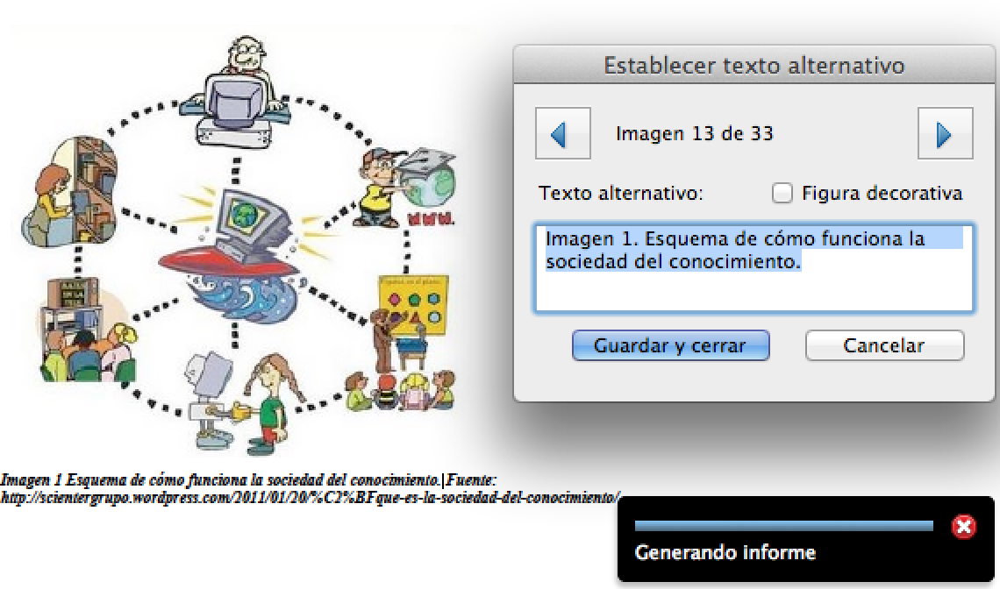 Establecer texto alternativo
Imagen 13 de 33
Texto alternativo:
Figura decorativa
Imagen 1. Esquema de cómo funciona la
sociedad del conocimiento.
Guardar y cerrar
Cancelar
www.
Imagen 1 Esquema de cómo funciona la sociedad del conocimiento.|Fuente:
http://scientergrupo.wordpress.com/2011/01/20/%C2%BFque-es-la-sociedad-del-conocimiento/
Generando informe